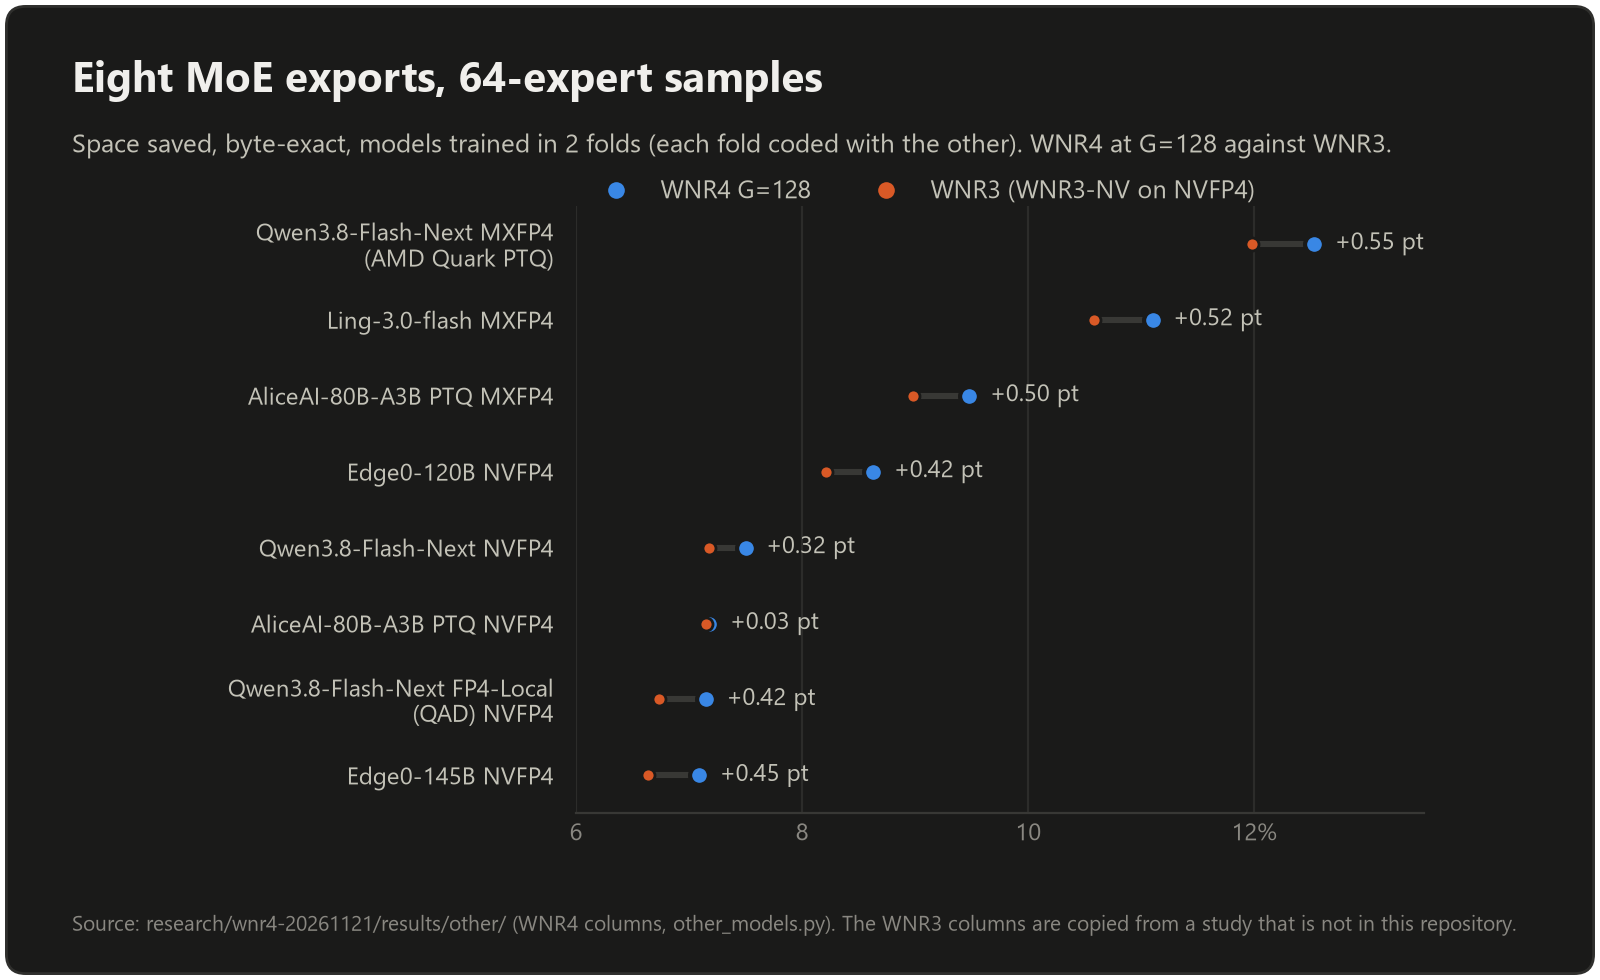 Eight MoE exports, 64-expert samples
Space saved, byte-exact, models trained in 2 folds (each fold coded with the other). WNR4 at G=128 against WNR3.
WNR4 G=128 WNR3 (WNR3-NV on NVFP4)
Qwen3.8-Flash-Next MXFP4
(AMD Quark PTQ)
+0.55 pt
Ling-3.0-flash MXFP4
+0.52 pt
AliceAI-80B-A3B PTQ MXFP4
+0.50 pt
Edge0-120B NVFP4
+0.42 pt
Qwen3.8-Flash-Next NVFP4
+0.32 pt
AliceAI-80B-A3B PTQ NVFP4
+0.03 pt
Qwen3.8-Flash-Next FP4-Local
(QAD) NVFP4
+0.42 pt
Edge0-145B NVFP4
+0.45 pt
6 8 10 12%
Source: research/wnr4-20261121/results/other/ (WNR4 columns, other_models.py). The WNR3 columns are copied from a study that is not in this repository.